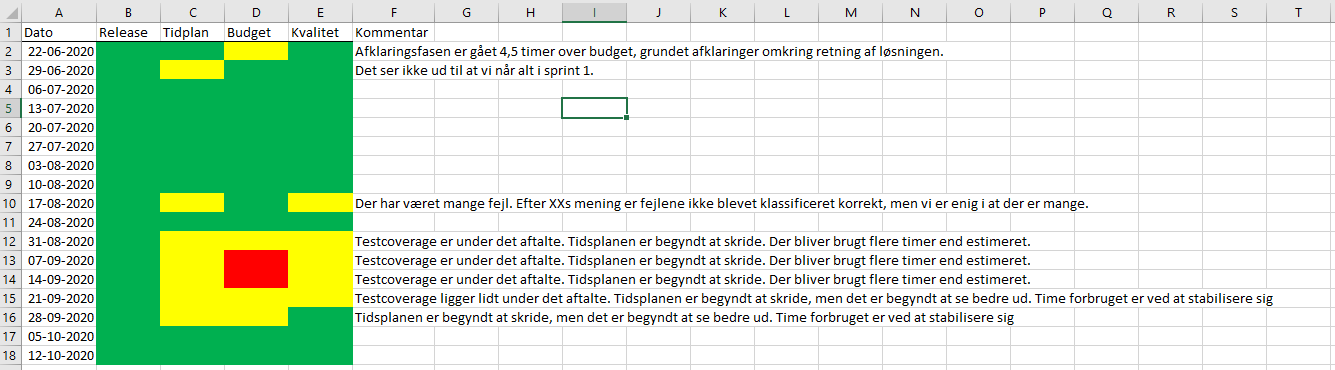 A B C D E F G H I J K L M N O P Q R S T
1 Dato Release Tidplan Budget Kvalitet Kommentar
2 22-06-2020 Afklaringsfasen er gået 4,5 timer over budget, grundet afklaringer omkring retning af løsningen.
3 29-06-2020 Det ser ikke ud til at vi når alt i sprint 1.
4 06-07-2020
5 13-07-2020
6 20-07-2020
7 27-07-2020
8 03-08-2020
9 10-08-2020
10 17-08-2020 Der har været mange fejl. Efter XXs mening er fejlene ikke blevet klassificeret korrekt, men vi er enig i at der er mange.
11 24-08-2020
12 31-08-2020 Testcoverage er under det aftalte. Tidsplanen er begyndt at skride. Der bliver brugt flere timer end estimeret.
13 07-09-2020 Testcoverage er under det aftalte. Tidsplanen er begyndt at skride. Der bliver brugt flere timer end estimeret.
14 14-09-2020 Testcoverage er under det aftalte. Tidsplanen er begyndt at skride. Der bliver brugt flere timer end estimeret.
15 21-09-2020 Testcoverage ligger lidt under det aftalte. Tidsplanen er begyndt at skride, men det er begyndt at se bedre ud. Time forbruget er ved at stabilisere sig
16 28-09-2020 Tidsplanen er begyndt at skride, men det er begyndt at se bedre ud. Time forbruget er ved at stabilisere sig
17 05-10-2020
18 12-10-2020